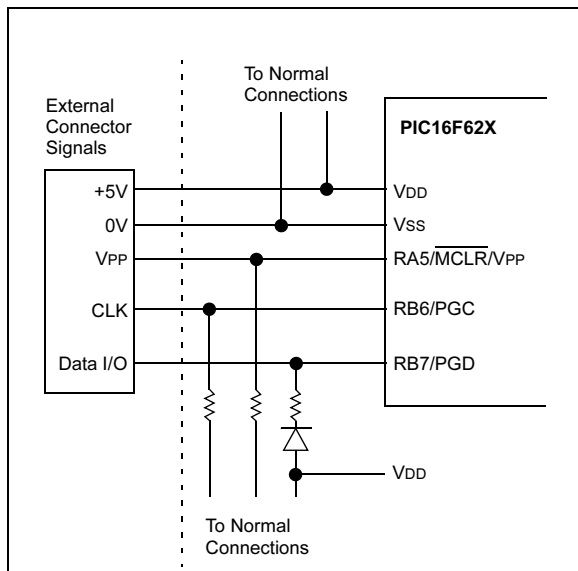 To Normal
Connections
External
Connector
Signals
PIC16F62X
+5V
VDD
0V
VSS
VPP
RA5/MCLR/VPP
CLK
RB6/PGC
Data I/O
RB7/PGD
VDD
To Normal
Connections